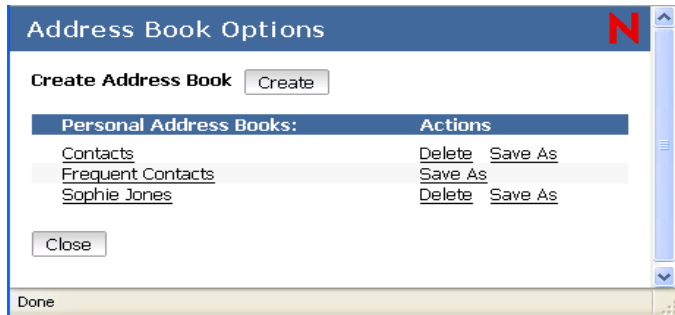 Address Book Options N
Create Address Book Create
Personal Address Books: Actions
Contacts Delete Save As
Frequent Contacts Save As
Sophie Jones Delete Save As
Close
Done